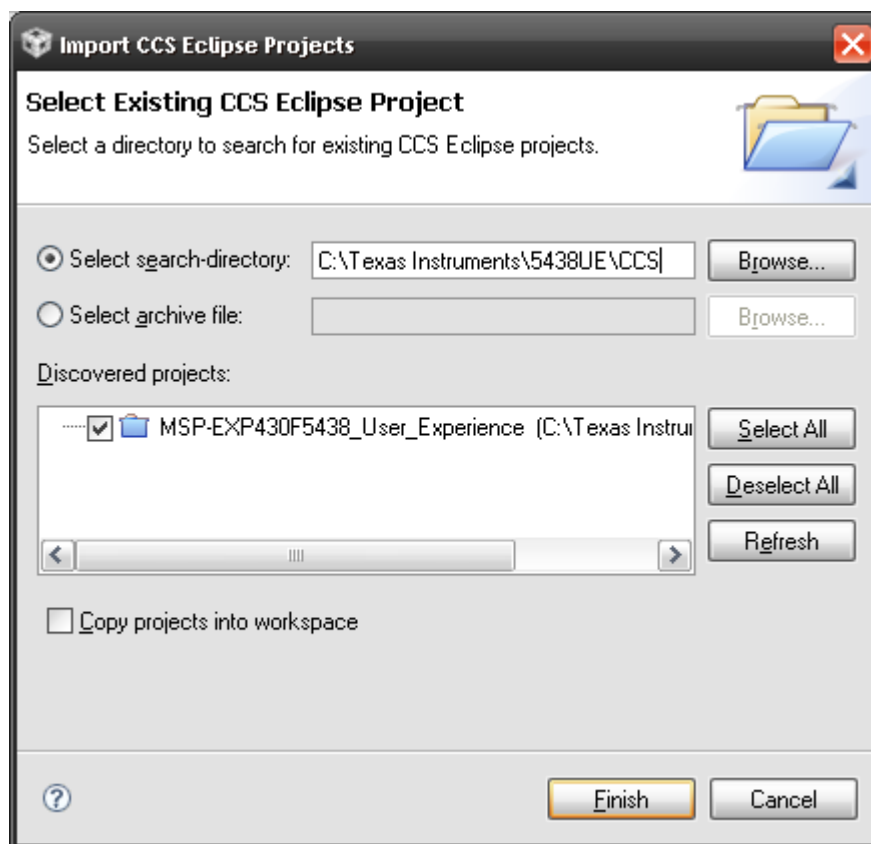 Import CCS Eclipse Projects
Select Existing CCS Eclipse Project
Select a directory to search for existing CCS Eclipse projects.
Select search-directory: C:\Texas Instruments\5438UE\CCS Browse...
Select archive file: Browse...
Discovered projects:
MSP-EXP430F5438_User_Experience (C:\Texas Instrui Select All
Deselect All
Refresh
Copy projects into workspace
? Finish Cancel